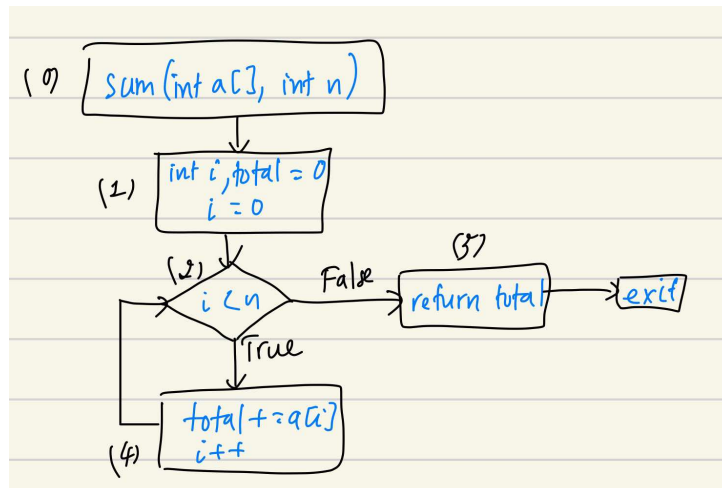 (0) sum(int a[], int n)
(1) int i, total = 0
i = 0
(2) i < n
False
(3) return total
exit
True
(4) total += a[i]
i++